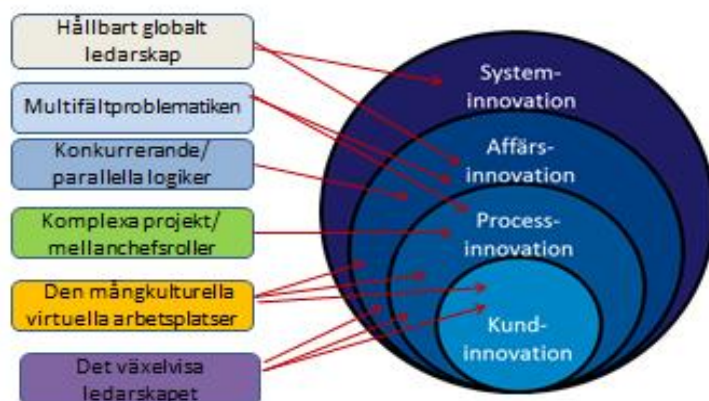 Hållbart globalt
ledarskap
Multifältproblematiken
Konkurrerande/
parallella logiker
Komplexa projekt/
mellanchefsroller
Den mångkulturella
virtuella arbetsplatser
Det växelvisa
ledarskapet
System-
innovation
Affärs-
innovation
Process-
innovation
Kund-
innovation